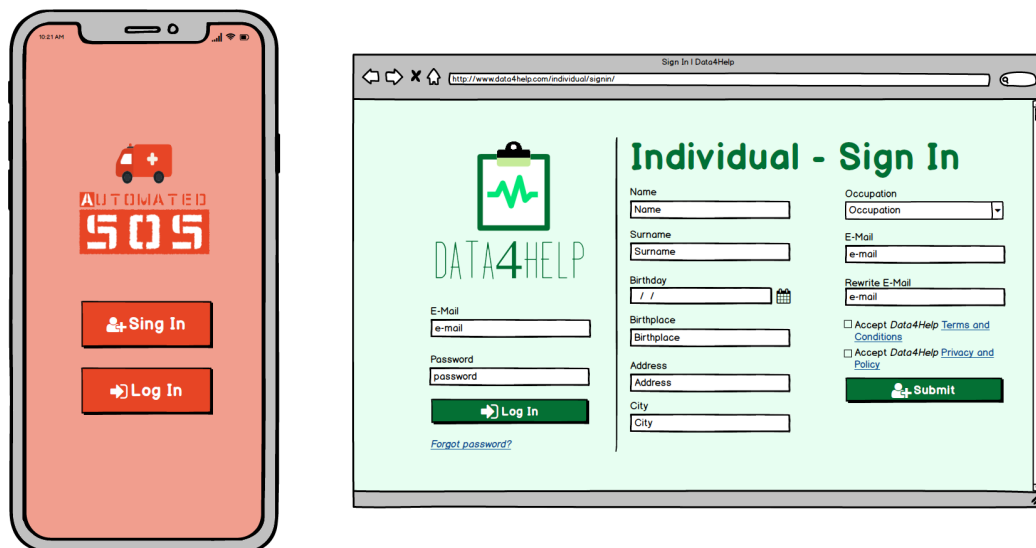 10:21 AM
AUTOMATED
SOS
Sing In
Log In
Sign In | Data4Help
http://www.data4help.com/individual/signin/
DATA4HELP
E-Mail
e-mail
Password
password
Log In
Forgot password?
Individual - Sign In
Name
Name
Surname
Surname
Birthday
/ /
Birthplace
Birthplace
Address
Address
City
City
Occupation
Occupation
E-Mail
e-mail
Rewrite E-Mail
e-mail
Accept Data4Help Terms and
Conditions
Accept Data4Help Privacy and
Policy
Submit